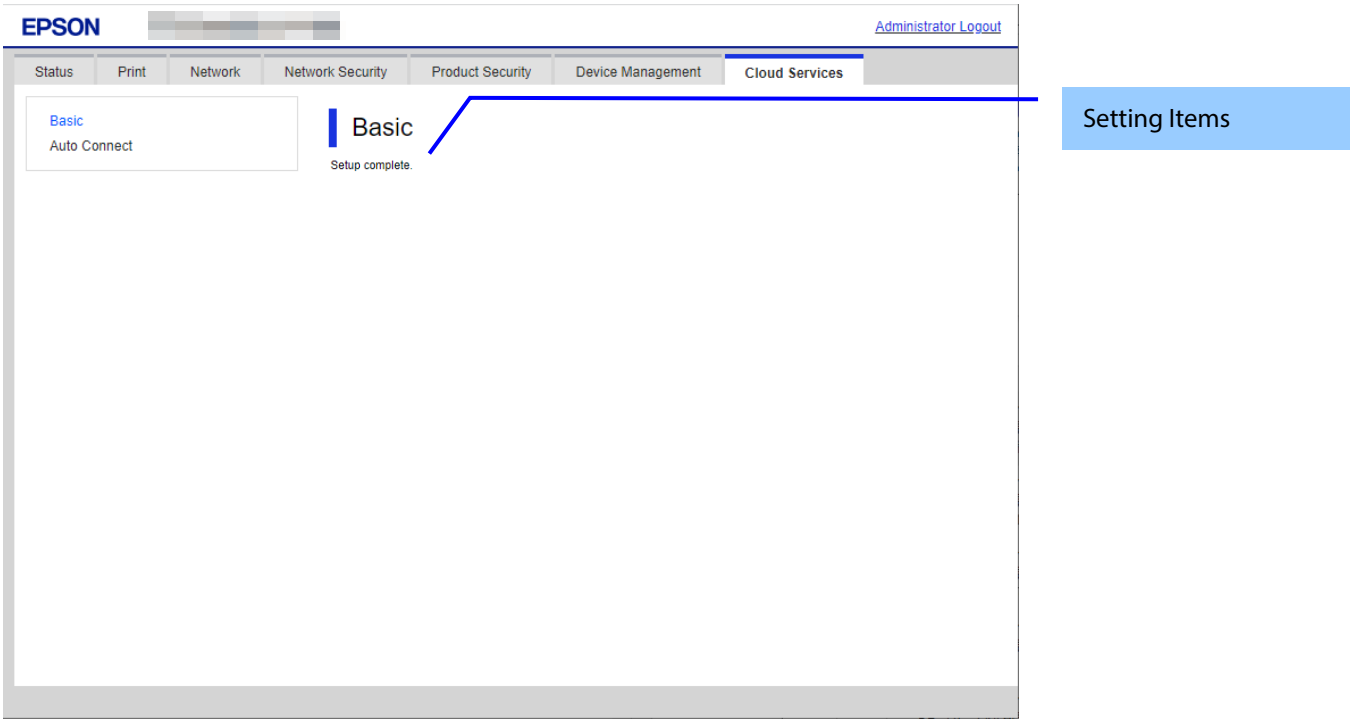 EPSON
Administrator Logout
Status Print Network Network Security Product Security Device Management Cloud Services
Basic
Auto Connect
Basic
Setup complete.
Setting Items